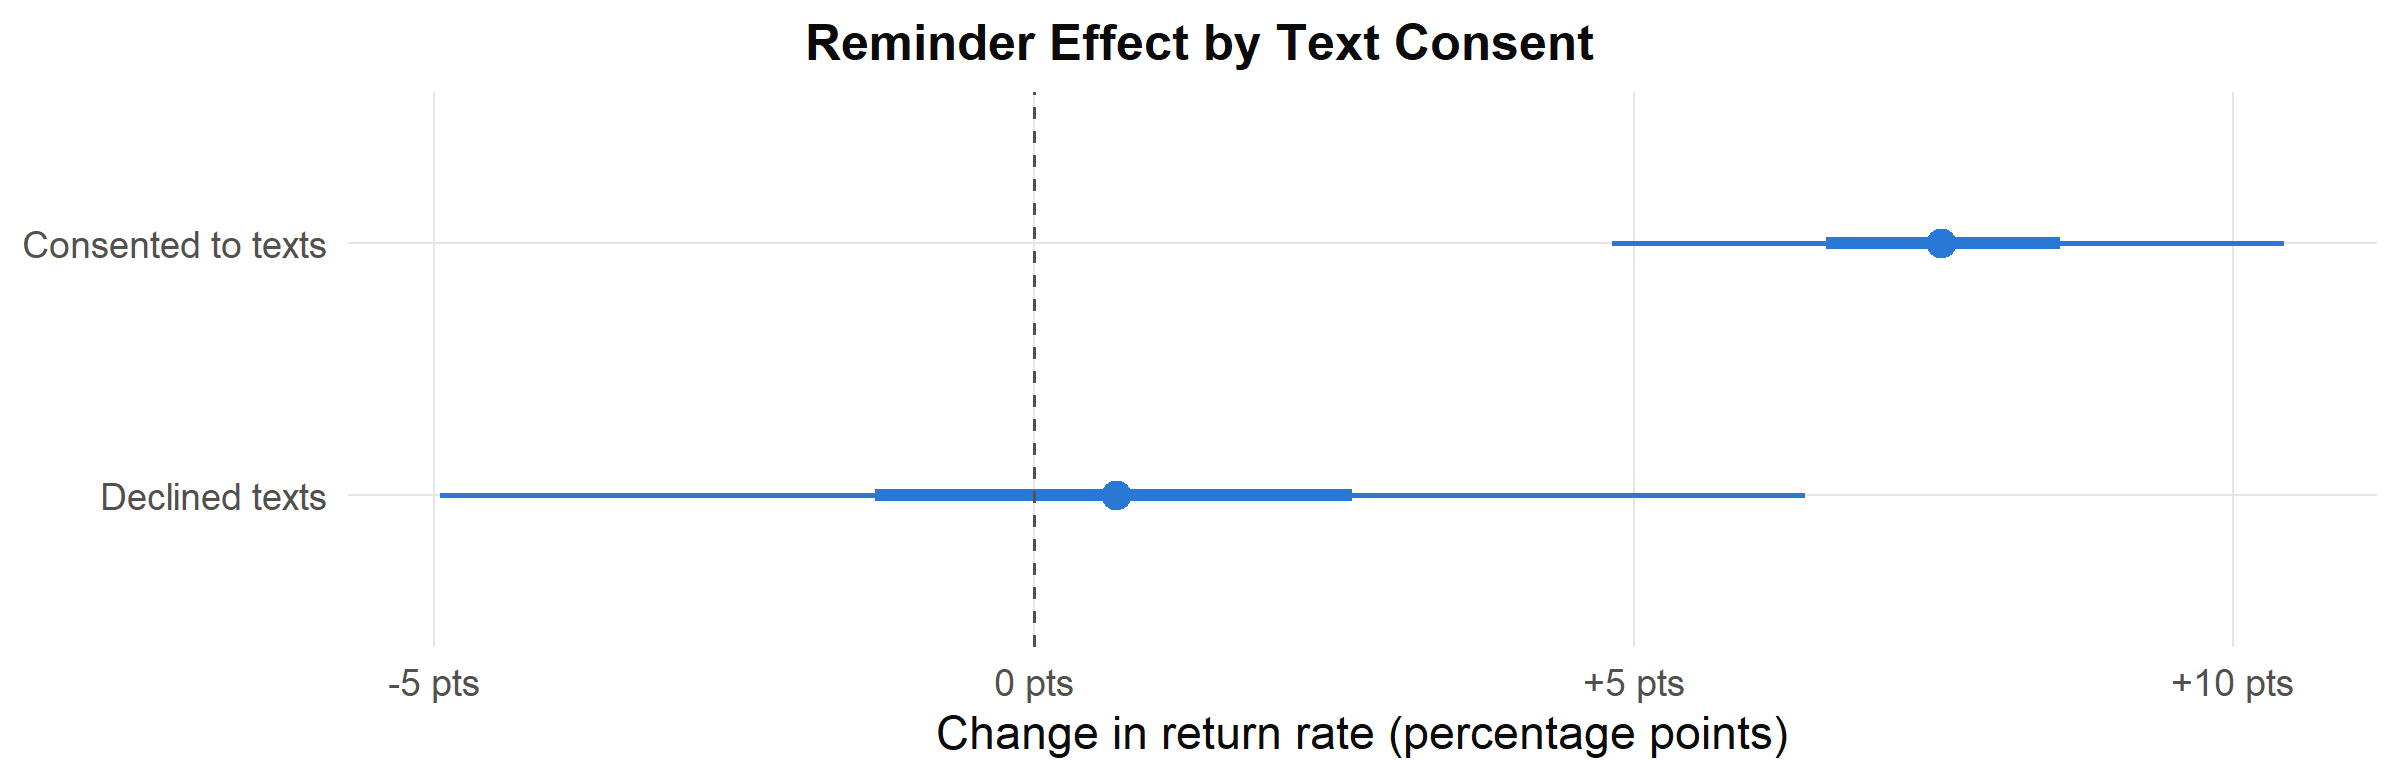 Reminder Effect by Text Consent
Consented to texts
Declined texts
-5 pts
0 pts
+5 pts
+10 pts
Change in return rate (percentage points)